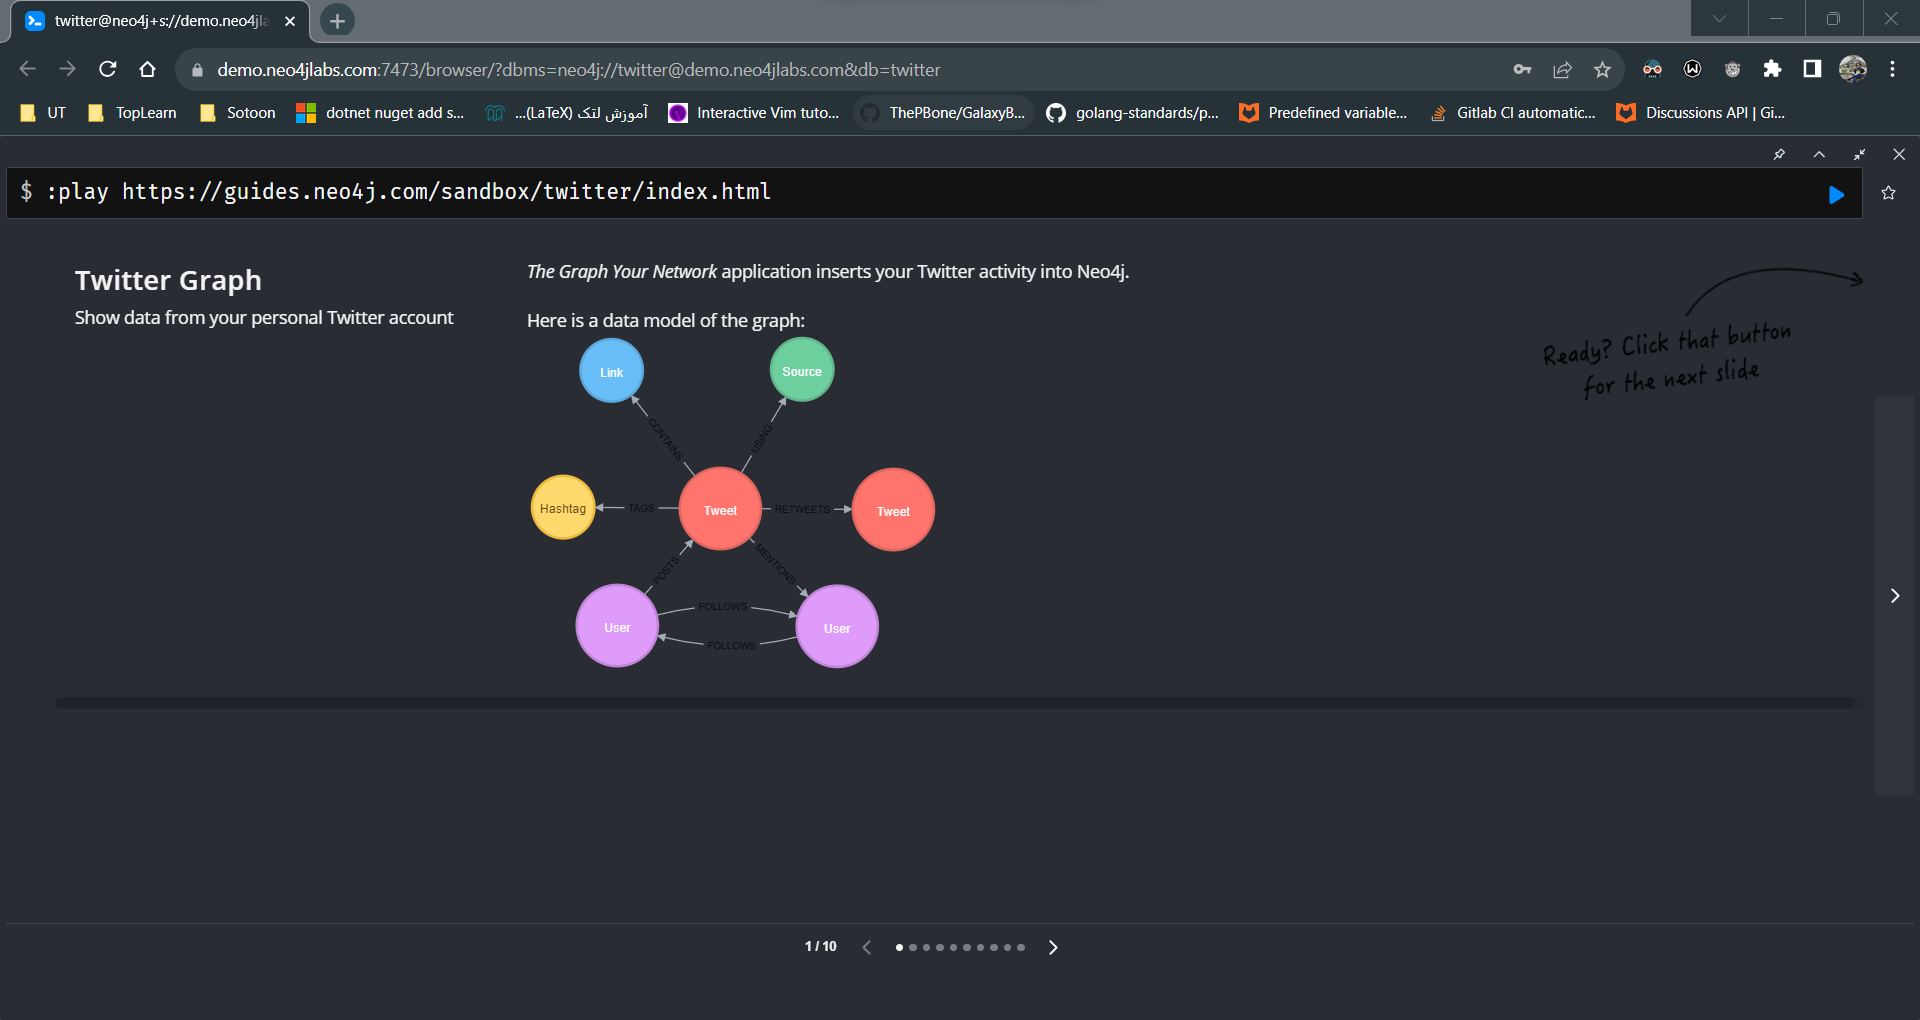 twitter@neo4j+s://demo.neo4jla
demo.neo4jlabs.com:7473/browser/?dbms=neo4j://twitter@demo.neo4jlabs.com&db=twitter
UT TopLearn Sotoon dotnet nuget add s... آموزش لتک (LaTeX)... Interactive Vim tuto... ThePBone/GalaxyB... golang-standards/p... Predefined variable... Gitlab CI automatic... Discussions API | Gi...
$ :play https://guides.neo4j.com/sandbox/twitter/index.html
Twitter Graph
Show data from your personal Twitter account
The Graph Your Network application inserts your Twitter activity into Neo4j.
Here is a data model of the graph:
Ready? Click that button
for the next slide
Link
Source
CONTAINS
USING
Hashtag
TAGS
Tweet
RETWEETS
Tweet
POSTS
MENTIONS
User
FOLLOWS
FOLLOWS
User
1 / 10